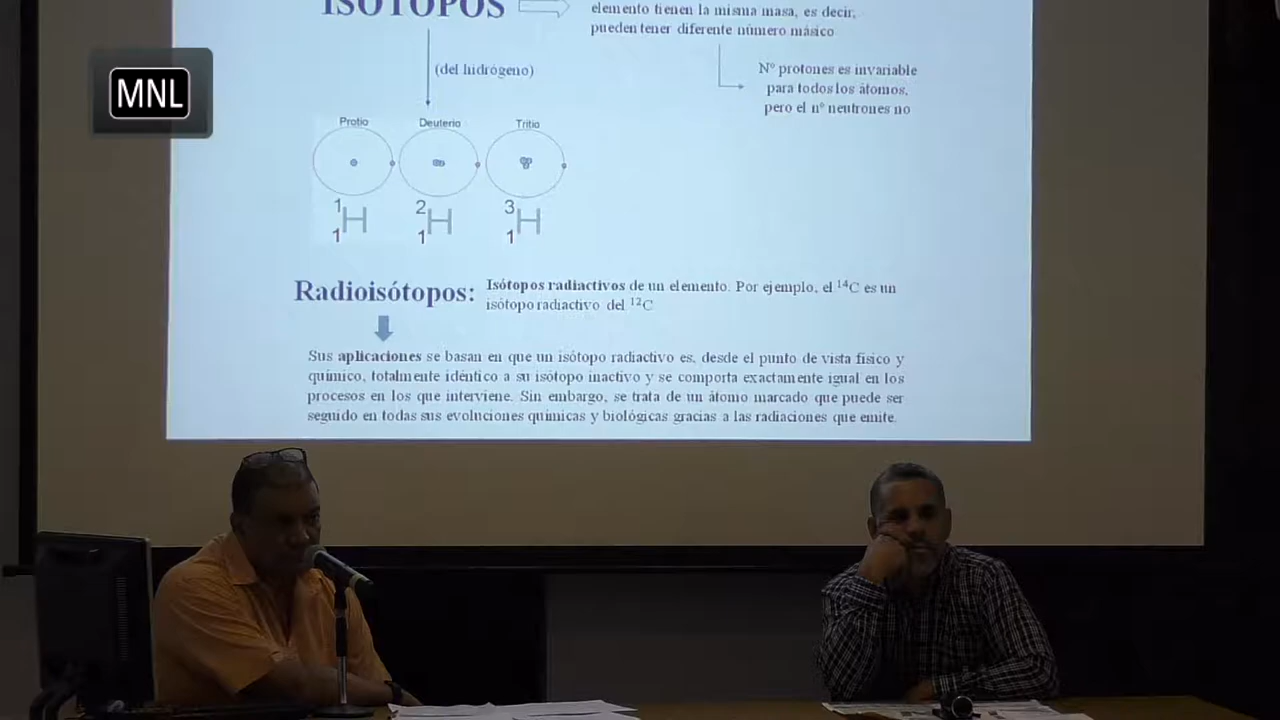 ISÓTOPOS
elemento tienen la misma masa, es decir,
pueden tener diferente número másico
MNL
(del hidrógeno)
Nº protones es invariable
para todos los átomos,
pero el nº neutrones no
Protio
Deuterio
Tritio
1
1
H
2
1
H
3
1
H
Radioisótopos:
Isótopos radiactivos de un elemento. Por ejemplo, el ¹⁴C es un
isótopo radiactivo del ¹²C
Sus aplicaciones se basan en que un isótopo radiactivo es, desde el punto de vista físico y
químico, totalmente idéntico a su isótopo inactivo y se comporta exactamente igual en los
procesos en los que interviene. Sin embargo, se trata de un átomo marcado que puede ser
seguido en todas sus evoluciones químicas y biológicas gracias a las radiaciones que emite.